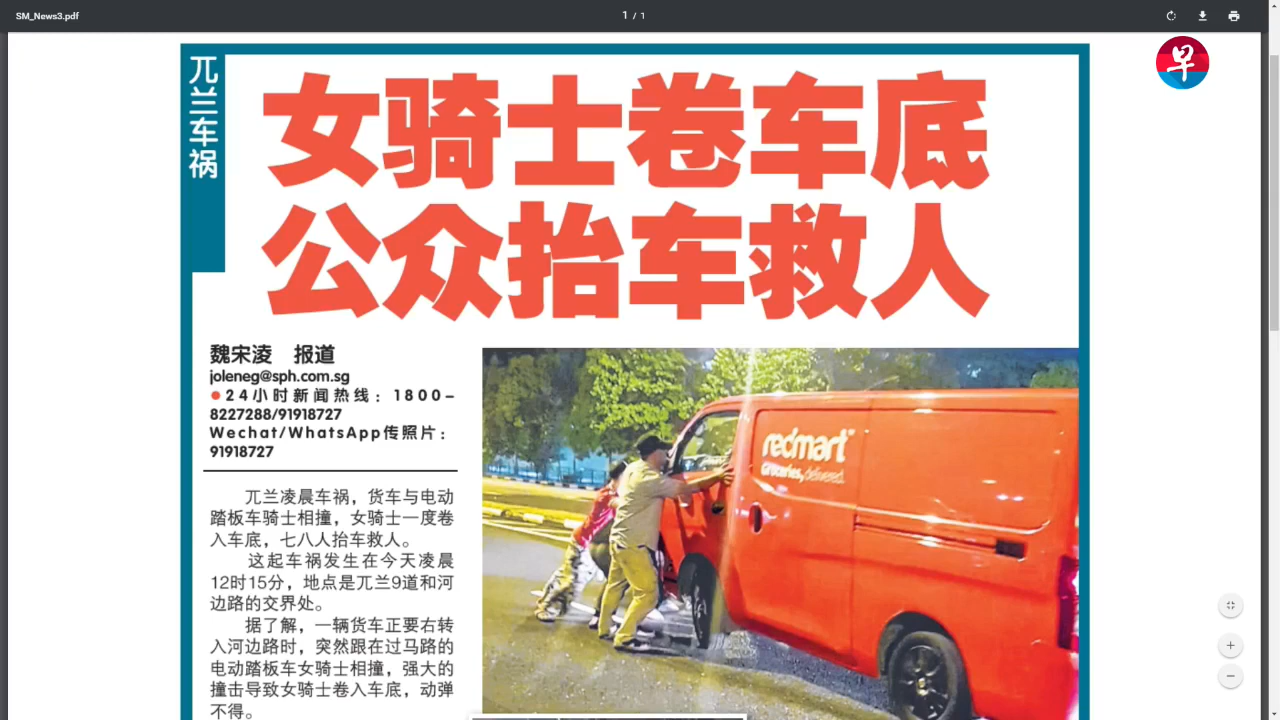 SM_News3.pdf
1 / 1
早
兀兰车祸
女骑士卷车底
公众抬车救人
魏宋淩 报道
joleneg@sph.com.sg
●24小时新闻热线：1800-
8227288/91918727
Wechat/WhatsApp传照片：
91918727
兀兰凌晨车祸，货车与电动
踏板车骑士相撞，女骑士一度卷
入车底，七八人抬车救人。
这起车祸发生在今天凌晨
12时15分，地点是兀兰9道和河
边路的交界处。
据了解，一辆货车正要右转
入河边路时，突然跟在过马路的
电动踏板车女骑士相撞，强大的
撞击导致女骑士卷入车底，动弹
不得。
redmart
Groceries, delivered.